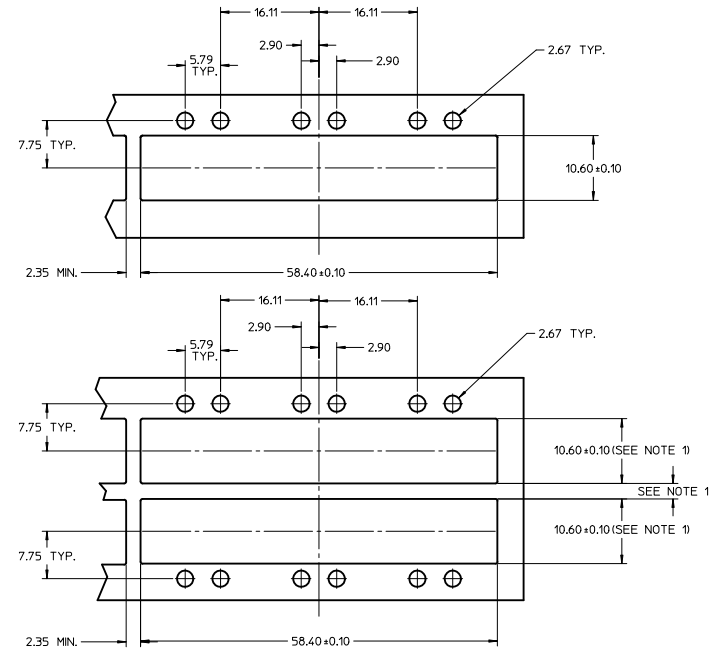 16.11 16.11
2.90 2.90
5.79
TYP.
2.67 TYP.
7.75 TYP.
10.60±0.10
2.35 MIN. 58.40±0.10
16.11 16.11
2.90 2.90
5.79
TYP.
2.67 TYP.
7.75 TYP.
10.60±0.10(SEE NOTE 1)
SEE NOTE 1
10.60±0.10(SEE NOTE 1)
7.75 TYP.
2.35 MIN. 58.40±0.10